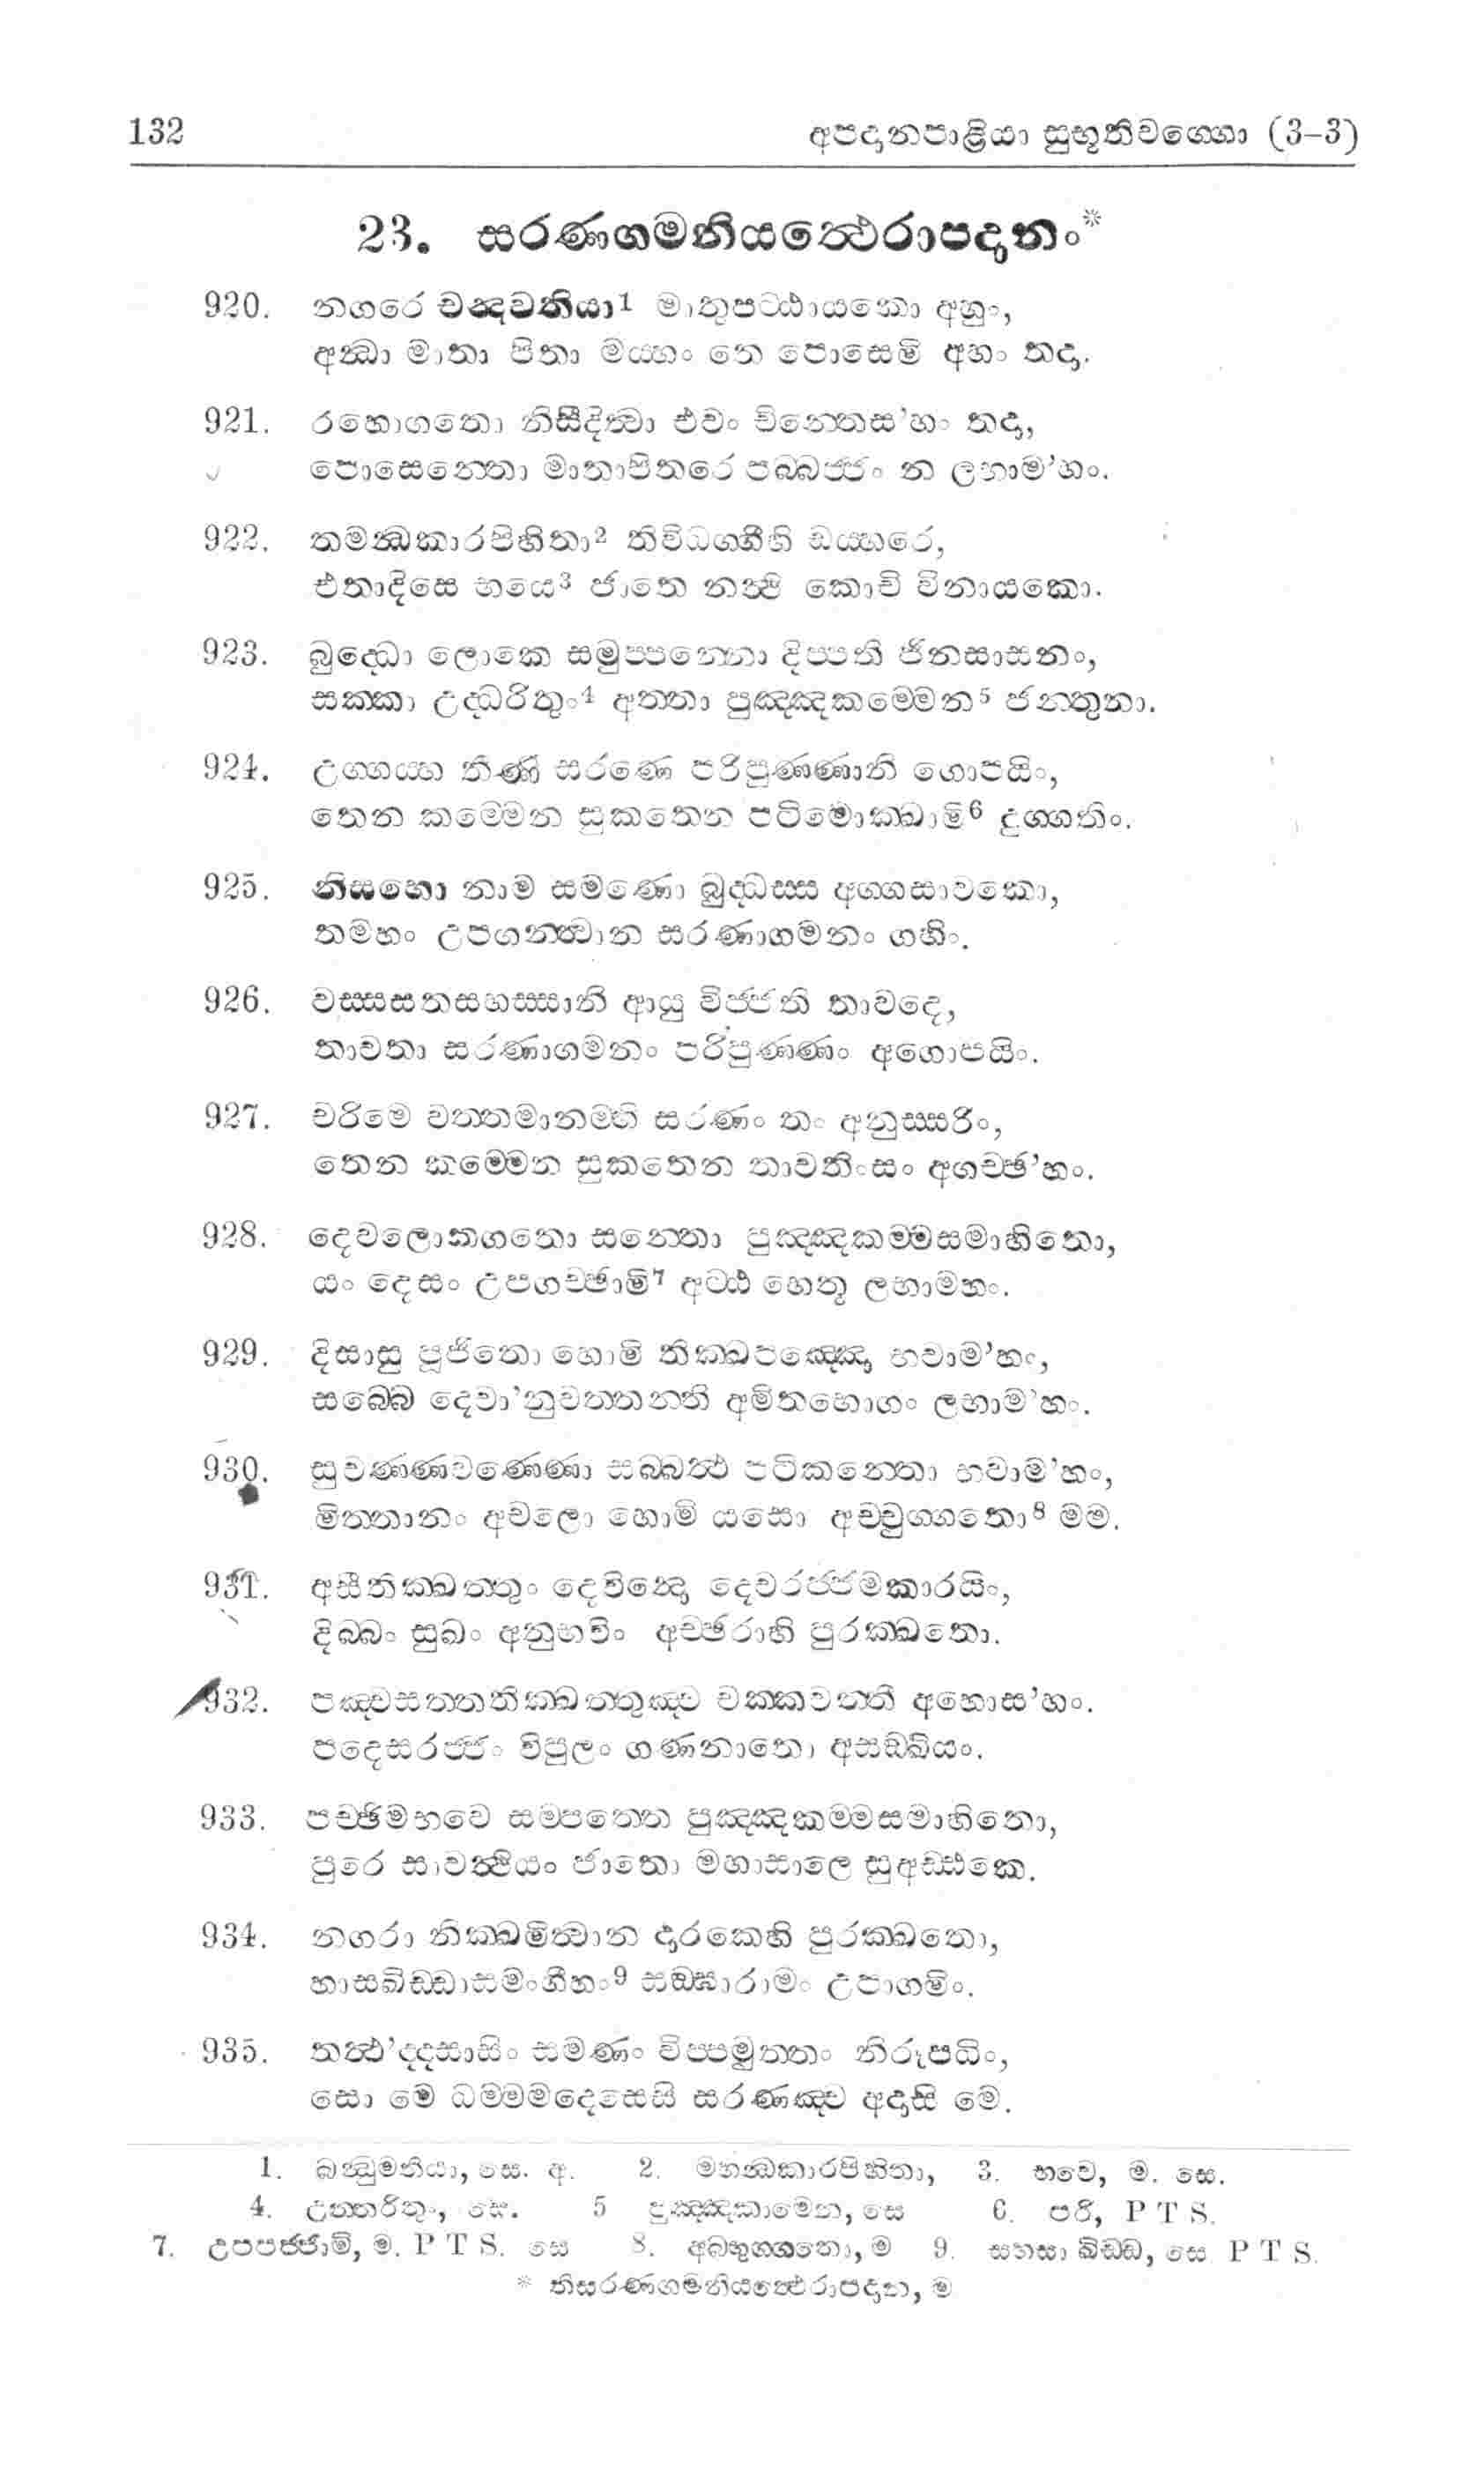 132 අපදානපාළියා සුභූතිවග්ගො (3-3)
23. සරණගමනියත්ථෙරාපදානං*
920. නගරෙ චන්දවතියා1 මාතුපට්ඨායකො අහුං,
අන්ධා මාතා පිතා මය්හං තෙ පොසෙමි අහං තදා.
921. රහොගතො නිසීදිත්වා එවං චින්තෙස'හං තදා,
පොසෙන්තො මාතාපිතරෙ පබ්බජ්ජං න ලභාම'හං.
922. තමන්ධකාරපිහිතා2 තිවිධග්ගීහි ඩය්හරෙ,
එතාදිසෙ භයෙ3 ජාතෙ නත්ථි කොචි විනායකො.
923. බුද්ධො ලොකෙ සමුප්පන්නො දිප්පති ජිනසාසනං,
සක්කා උද්ධරිතුං4 අත්තා පුඤ්ඤකම්මෙන5 ජන්තුනා.
924. උග්ගය්හ තීණි සරණෙ පරිපුණ්ණානි ගොපයිං,
තෙන කම්මෙන සුකතෙන පටිමොක්ඛාමි6 දුග්ගතිං.
925. නිසභො නාම සමණො බුද්ධස්ස අග්ගසාවකො,
තමහං උපගන්ත්වාන සරණාගමනං ගහිං.
926. වස්සසතසහස්සානි ආයු විජ්ජති තාවදෙ,
තාවතා සරණාගමනං පරිපුණ්ණං අගොපයිං.
927. චරිමෙ වත්තමානම්හි සරණං තං අනුස්සරිං,
තෙන කම්මෙන සුකතෙන තාවතිංසං අගච්ඡ'හං.
928. දෙවලොකගතො සන්තො පුඤ්ඤකම්මසමාහිතො,
යං දෙසං උපගච්ඡාමි7 අට්ඨ හෙතූ ලභාමහං.
929. දිසාසු පූජිතො හොමි තික්ඛපඤ්ඤො භවාම'හං,
සබ්බෙ දෙවා'නුවත්තන්ති අමිතභොගං ලභාම'හං.
930. සුවණ්ණවණ්ණො සබ්බත්ථ පටිකන්තො භවාම'හං,
මිත්තානං අචලො හොමි යසො අච්චුග්ගතො8 මම.
931. අසීතික්ඛත්තුං දෙවින්දො දෙවරජ්ජමකාරයිං,
දිබ්බං සුඛං අනුභවිං අච්ඡරාහි පුරක්ඛතො.
932. පඤ්චසත්තතික්ඛත්තුඤ්ච චක්කවත්තී අහොස'හං.
පදෙසරජ්ජං විපුලං ගණනාතො අසඞ්ඛියං.
933. පච්ඡිමභවෙ සම්පත්තෙ පුඤ්ඤකම්මසමාහිතො,
පුරෙ සාවත්ථියං ජාතො මහාසාලෙ සුඅඩ්ඪකෙ.
934. නගරා නික්ඛමිත්වාන දාරකෙහි පුරක්ඛතො,
හාසඛිඩ්ඩාසමංගීහං9 සඞ්ඝාරාමං උපාගමිං.
935. තත්ථ'ද්දසාසිං සමණං විප්පමුත්තං නිරූපධිං,
සො මෙ ධම්මමදෙසෙසි සරණඤ්ච අදාසි මෙ.
1. බන්ධුමතියා, සෙ. අ. 2. මහන්ධකාරපිහිතා, 3. භවෙ, ම. සෙ.
4. උත්තරිතුං, සෙ. 5 පුඤ්ඤකාමෙන, සෙ 6. පරි, P T S.
7. උපපජ්ජාමි, ම. P T S. සෙ 8. අබ්භුග්ගතො, ම 9. සහසා ඛිඩ්ඩ, සෙ P T S.
* තිසරණගමනියත්ථෙරාපදාන, ම